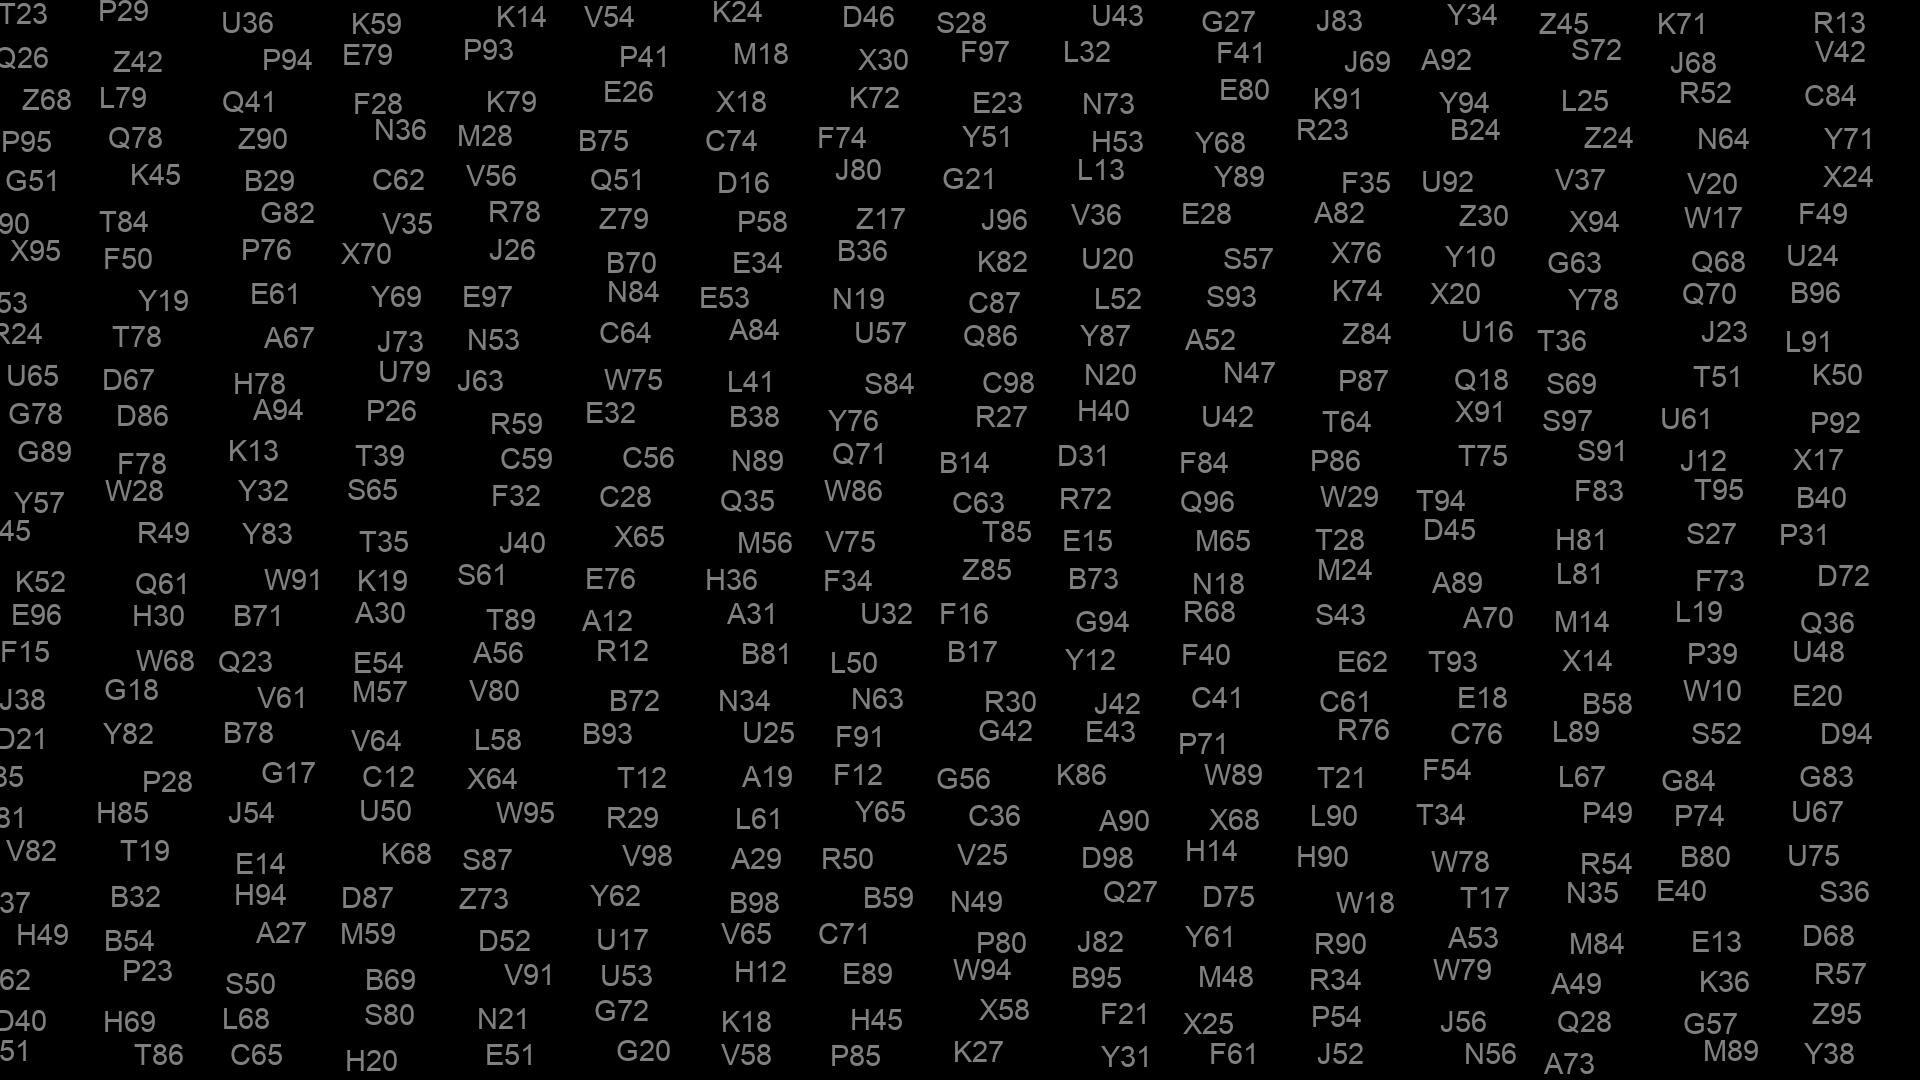 T23 P29 U36 K59 K14 V54 K24 D46 S28 U43 G27 J83 Y34 Z45 K71 R13
Q26 Z42 P94 E79 P93 P41 M18 X30 F97 L32 F41 J69 A92 S72 J68 V42
Z68 L79 Q41 F28 K79 E26 X18 K72 E23 N73 E80 K91 Y94 L25 R52 C84
P95 Q78 Z90 N36 M28 B75 C74 F74 Y51 H53 Y68 R23 B24 Z24 N64 Y71
G51 K45 B29 C62 V56 Q51 D16 J80 G21 L13 Y89 F35 U92 V37 V20 X24
90 T84 G82 V35 R78 Z79 P58 Z17 J96 V36 E28 A82 Z30 X94 W17 F49
X95 F50 P76 X70 J26 B70 E34 B36 K82 U20 S57 X76 Y10 G63 Q68 U24
53 Y19 E61 Y69 E97 N84 E53 N19 C87 L52 S93 K74 X20 Y78 Q70 B96
R24 T78 A67 J73 N53 C64 A84 U57 Q86 Y87 A52 Z84 U16 T36 J23 L91
U65 D67 H78 U79 J63 W75 L41 S84 C98 N20 N47 P87 Q18 S69 T51 K50
G78 D86 A94 P26 R59 E32 B38 Y76 R27 H40 U42 T64 X91 S97 U61 P92
G89 F78 K13 T39 C59 C56 N89 Q71 B14 D31 F84 P86 T75 S91 J12 X17
Y57 W28 Y32 S65 F32 C28 Q35 W86 C63 R72 Q96 W29 T94 F83 T95 B40
45 R49 Y83 T35 J40 X65 M56 V75 T85 E15 M65 T28 D45 H81 S27 P31
K52 Q61 W91 K19 S61 E76 H36 F34 Z85 B73 N18 M24 A89 L81 F73 D72
E96 H30 B71 A30 T89 A12 A31 U32 F16 G94 R68 S43 A70 M14 L19 Q36
F15 W68 Q23 E54 A56 R12 B81 L50 B17 Y12 F40 E62 T93 X14 P39 U48
J38 G18 V61 M57 V80 B72 N34 N63 R30 J42 C41 C61 E18 B58 W10 E20
D21 Y82 B78 V64 L58 B93 U25 F91 G42 E43 P71 R76 C76 L89 S52 D94
35 P28 G17 C12 X64 T12 A19 F12 G56 K86 W89 T21 F54 L67 G84 G83
81 H85 J54 U50 W95 R29 L61 Y65 C36 A90 X68 L90 T34 P49 P74 U67
V82 T19 E14 K68 S87 V98 A29 R50 V25 D98 H14 H90 W78 R54 B80 U75
37 B32 H94 D87 Z73 Y62 B98 B59 N49 Q27 D75 W18 T17 N35 E40 S36
H49 B54 A27 M59 D52 U17 V65 C71 P80 J82 Y61 R90 A53 M84 E13 D68
62 P23 S50 B69 V91 U53 H12 E89 W94 B95 M48 R34 W79 A49 K36 R57
D40 H69 L68 S80 N21 G72 K18 H45 X58 F21 X25 P54 J56 Q28 G57 Z95
51 T86 C65 H20 E51 G20 V58 P85 K27 Y31 F61 J52 N56 A73 M89 Y38